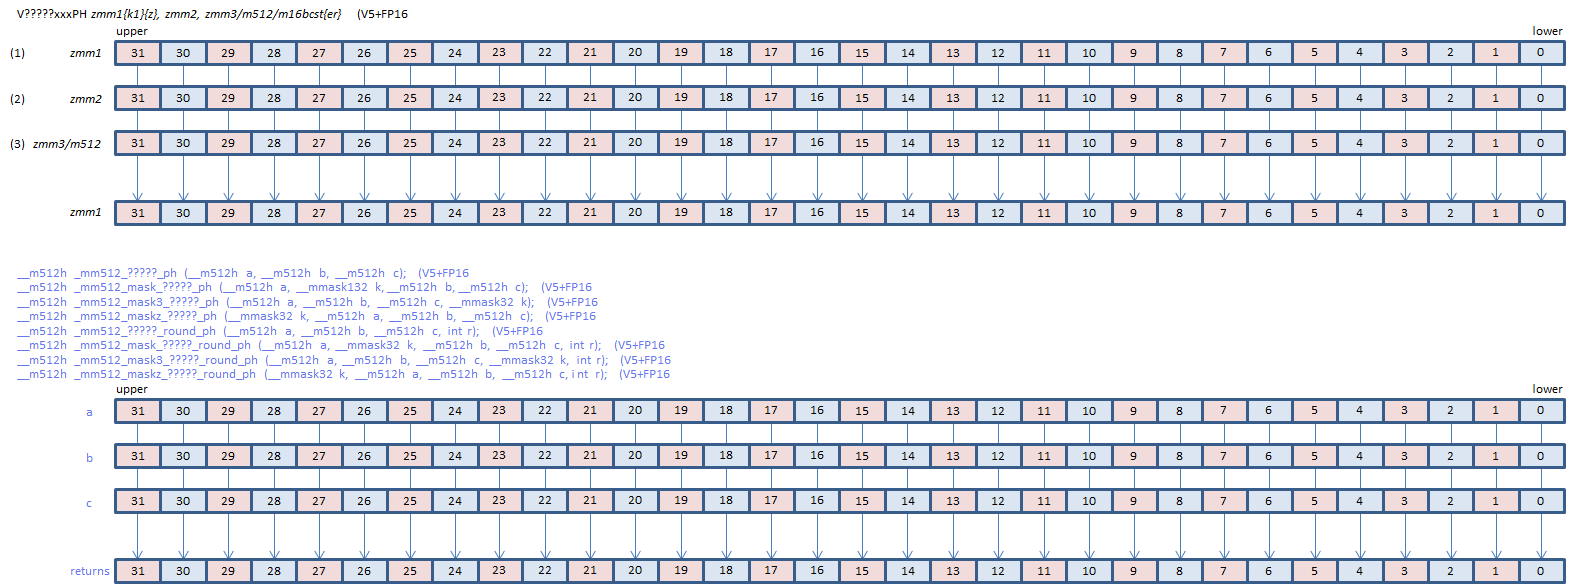 V?????xxxPH zmm1{k1}{z}, zmm2, zmm3/m512/m16bcst{er} (V5+FP16
upper lower
(1) zmm1 31 30 29 28 27 26 25 24 23 22 21 20 19 18 17 16 15 14 13 12 11 10 9 8 7 6 5 4 3 2 1 0
(2) zmm2 31 30 29 28 27 26 25 24 23 22 21 20 19 18 17 16 15 14 13 12 11 10 9 8 7 6 5 4 3 2 1 0
(3) zmm3/m512 31 30 29 28 27 26 25 24 23 22 21 20 19 18 17 16 15 14 13 12 11 10 9 8 7 6 5 4 3 2 1 0
zmm1 31 30 29 28 27 26 25 24 23 22 21 20 19 18 17 16 15 14 13 12 11 10 9 8 7 6 5 4 3 2 1 0
__m512h _mm512_?????_ph (__m512h a, __m512h b, __m512h c); (V5+FP16
__m512h _mm512_mask_?????_ph (__m512h a, __mmask132 k, __m512h b, __m512h c); (V5+FP16
__m512h _mm512_mask3_?????_ph (__m512h a, __m512h b, __m512h c, __mmask32 k); (V5+FP16
__m512h _mm512_maskz_?????_ph (__mmask32 k, __m512h a, __m512h b, __m512h c); (V5+FP16
__m512h _mm512_?????_round_ph (__m512h a, __m512h b, __m512h c, int r); (V5+FP16
__m512h _mm512_mask_?????_round_ph (__m512h a, __mmask32 k, __m512h b, __m512h c, int r); (V5+FP16
__m512h _mm512_mask3_?????_round_ph (__m512h a, __m512h b, __m512h c, __mmask32 k, int r); (V5+FP16
__m512h _mm512_maskz_?????_round_ph (__mmask32 k, __m512h a, __m512h b, __m512h c, int r); (V5+FP16
upper lower
a 31 30 29 28 27 26 25 24 23 22 21 20 19 18 17 16 15 14 13 12 11 10 9 8 7 6 5 4 3 2 1 0
b 31 30 29 28 27 26 25 24 23 22 21 20 19 18 17 16 15 14 13 12 11 10 9 8 7 6 5 4 3 2 1 0
c 31 30 29 28 27 26 25 24 23 22 21 20 19 18 17 16 15 14 13 12 11 10 9 8 7 6 5 4 3 2 1 0
returns 31 30 29 28 27 26 25 24 23 22 21 20 19 18 17 16 15 14 13 12 11 10 9 8 7 6 5 4 3 2 1 0